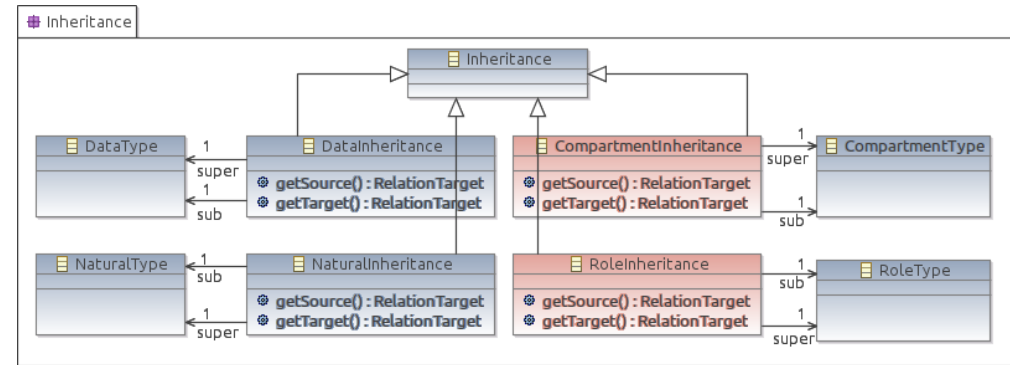 Inheritance
Inheritance
DataType
1
super
1
sub
DataInheritance
getSource() : RelationTarget
getTarget() : RelationTarget
CompartmentInheritance
getSource() : RelationTarget
getTarget() : RelationTarget
1
super
1
sub
CompartmentType
NaturalType
1
sub
1
super
NaturalInheritance
getSource() : RelationTarget
getTarget() : RelationTarget
RoleInheritance
getSource() : RelationTarget
getTarget() : RelationTarget
1
sub
1
super
RoleType